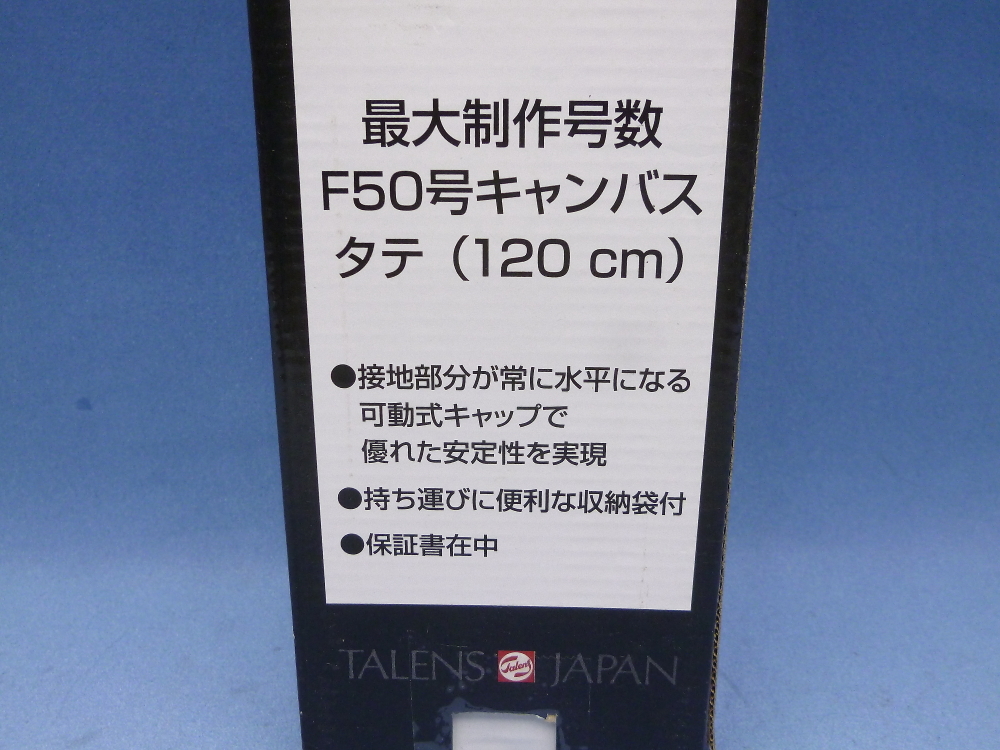 最大制作号数
F50号キャンバス
タテ（120 cm）
●接地部分が常に水平になる
可動式キャップで
優れた安定性を実現
●持ち運びに便利な収納袋付
●保証書在中
TALENS Talens JAPAN